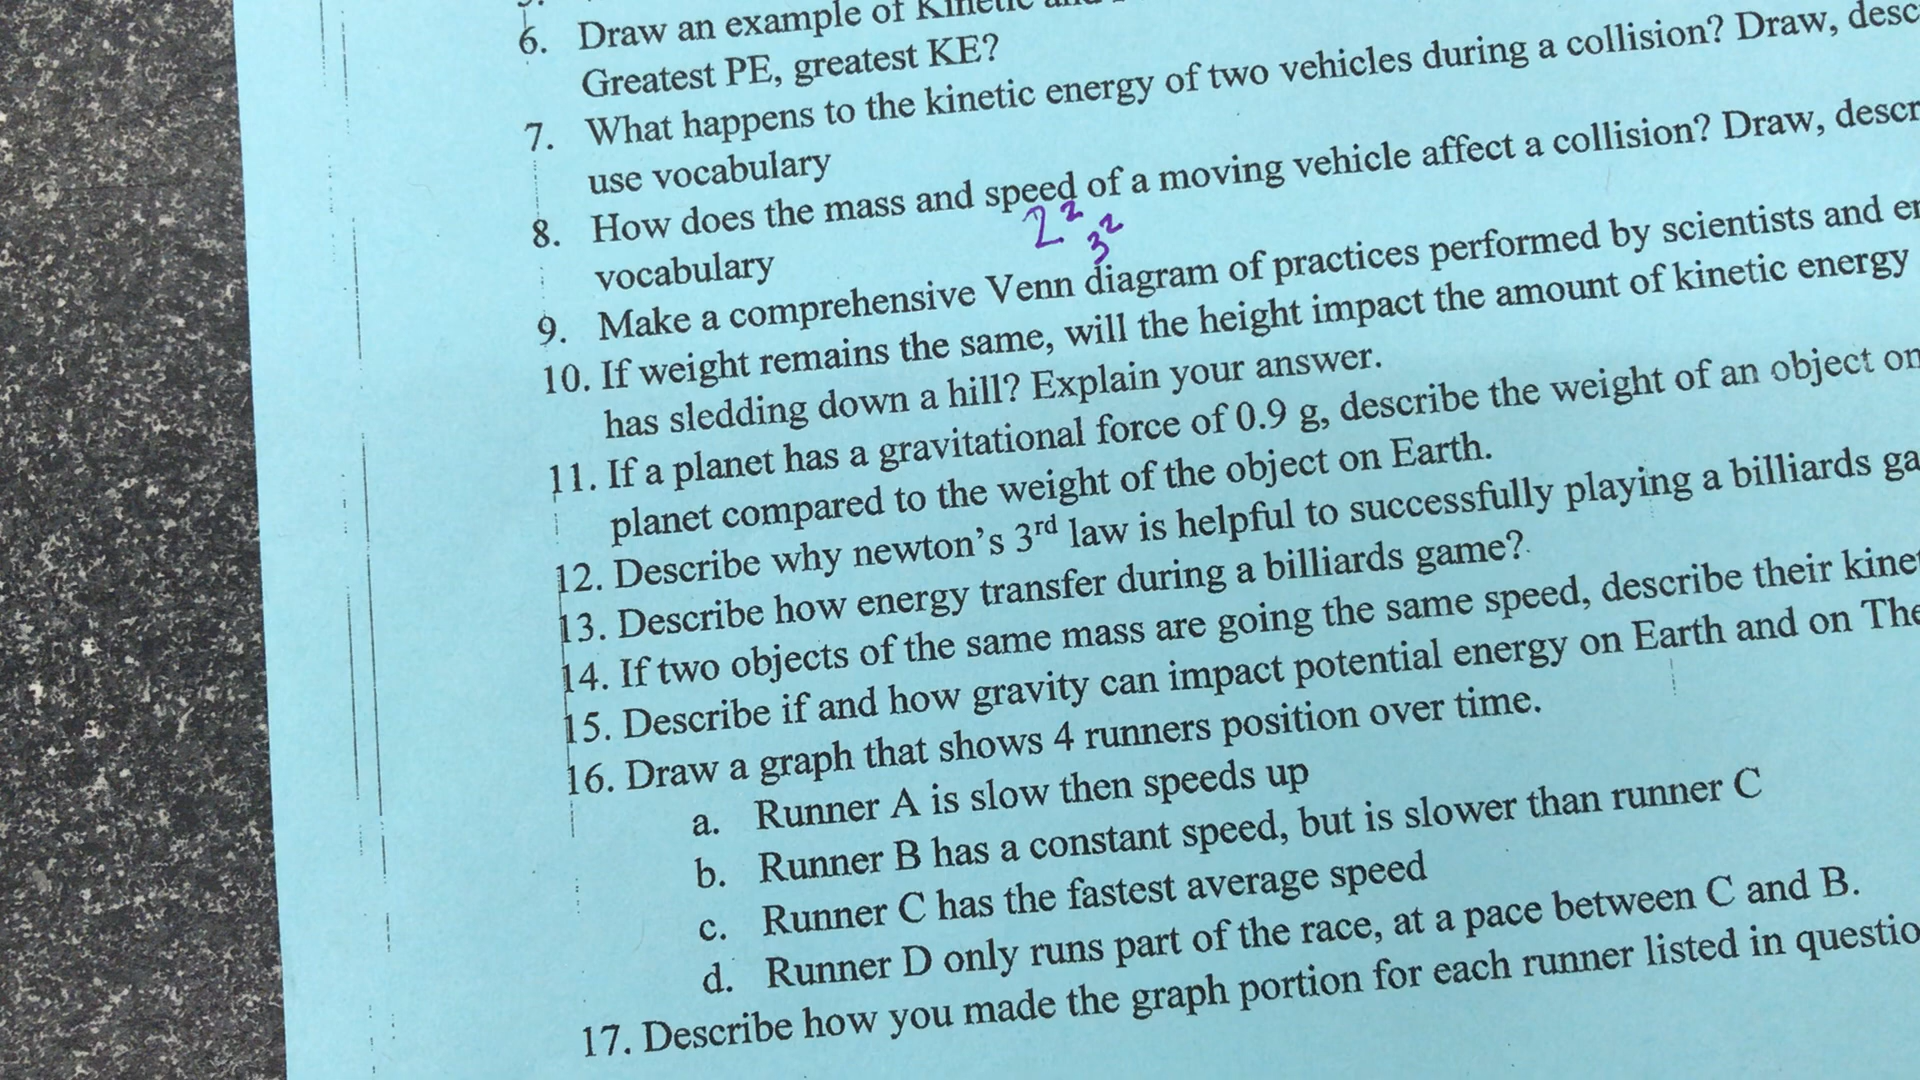 6. Draw an example of Kinetic
Greatest PE, greatest KE?
7. What happens to the kinetic energy of two vehicles during a collision? Draw,
use vocabulary
8. How does the mass and speed of a moving vehicle affect a collision? Draw,
2² 3²
vocabulary
9. Make a comprehensive Venn diagram of practices performed by scientists and
10. If weight remains the same, will the height impact the amount of kinetic energy
has sledding down a hill? Explain your answer.
11. If a planet has a gravitational force of 0.9 g, describe the weight of an object on
planet compared to the weight of the object on Earth.
12. Describe why newton's 3rd law is helpful to successfully playing a billiards
13. Describe how energy transfer during a billiards game?
14. If two objects of the same mass are going the same speed, describe their
15. Describe if and how gravity can impact potential energy on Earth and on The
16. Draw a graph that shows 4 runners position over time.
a. Runner A is slow then speeds up
b. Runner B has a constant speed, but is slower than runner C
c. Runner C has the fastest average speed
d. Runner D only runs part of the race, at a pace between C and B.
17. Describe how you made the graph portion for each runner listed in